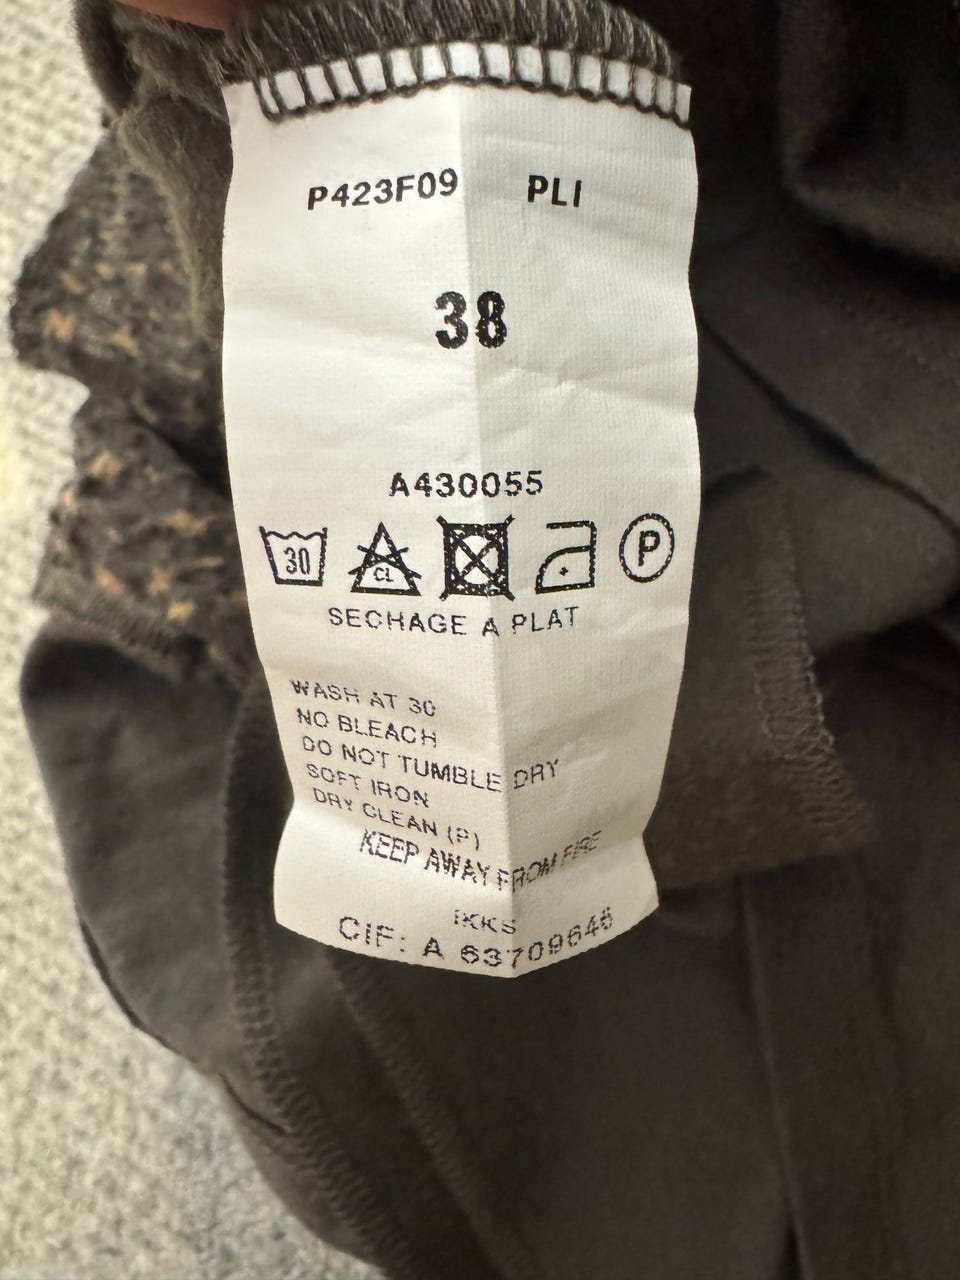 P423F09 PLI
38
A430055
30 CL P
SECHAGE A PLAT
WASH AT 30
NO BLEACH
DO NOT TUMBLE DRY
SOFT IRON
DRY CLEAN (P)
KEEP AWAY FROM FIRE
IKKS
CIF: A 63709646